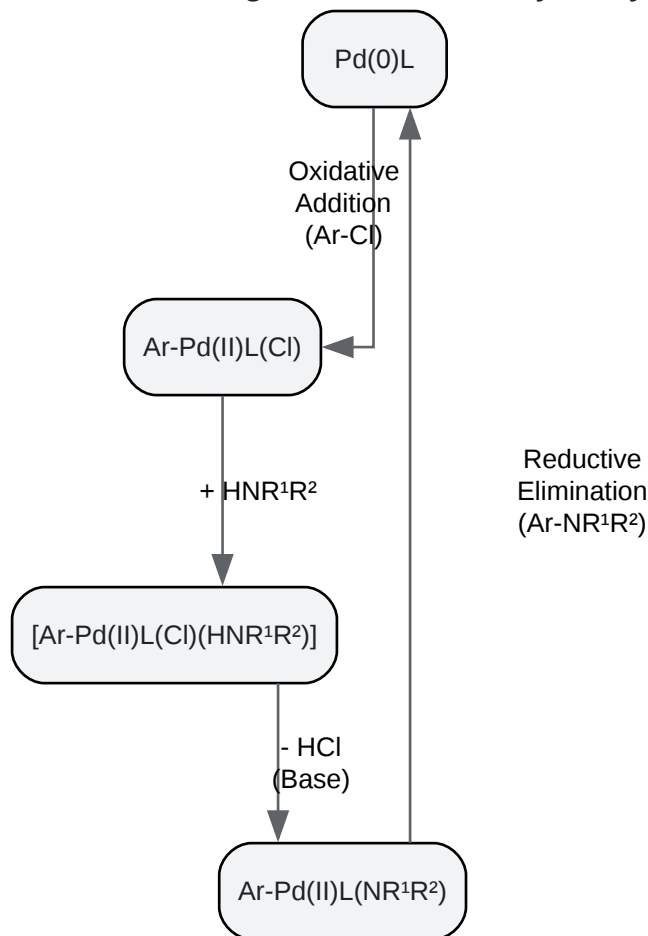 Pd(0)L
Oxidative
Addition
(Ar-Cl)
Ar-Pd(II)L(Cl)
+ HNR¹R²
Reductive
Elimination
(Ar-NR¹R²)
[Ar-Pd(II)L(Cl)(HNR¹R²)]
- HCl
(Base)
Ar-Pd(II)L(NR¹R²)